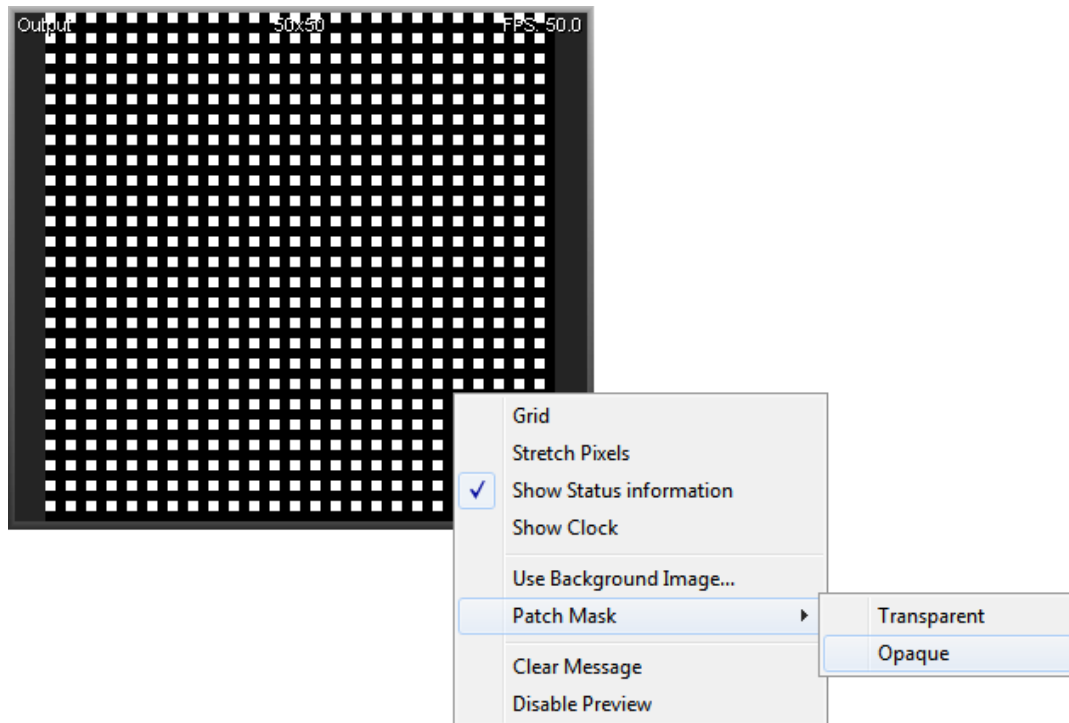 Output 50x50 FPS: 50.0
Grid
Stretch Pixels
Show Status information
Show Clock
Use Background Image...
Patch Mask
Transparent
Opaque
Clear Message
Disable Preview